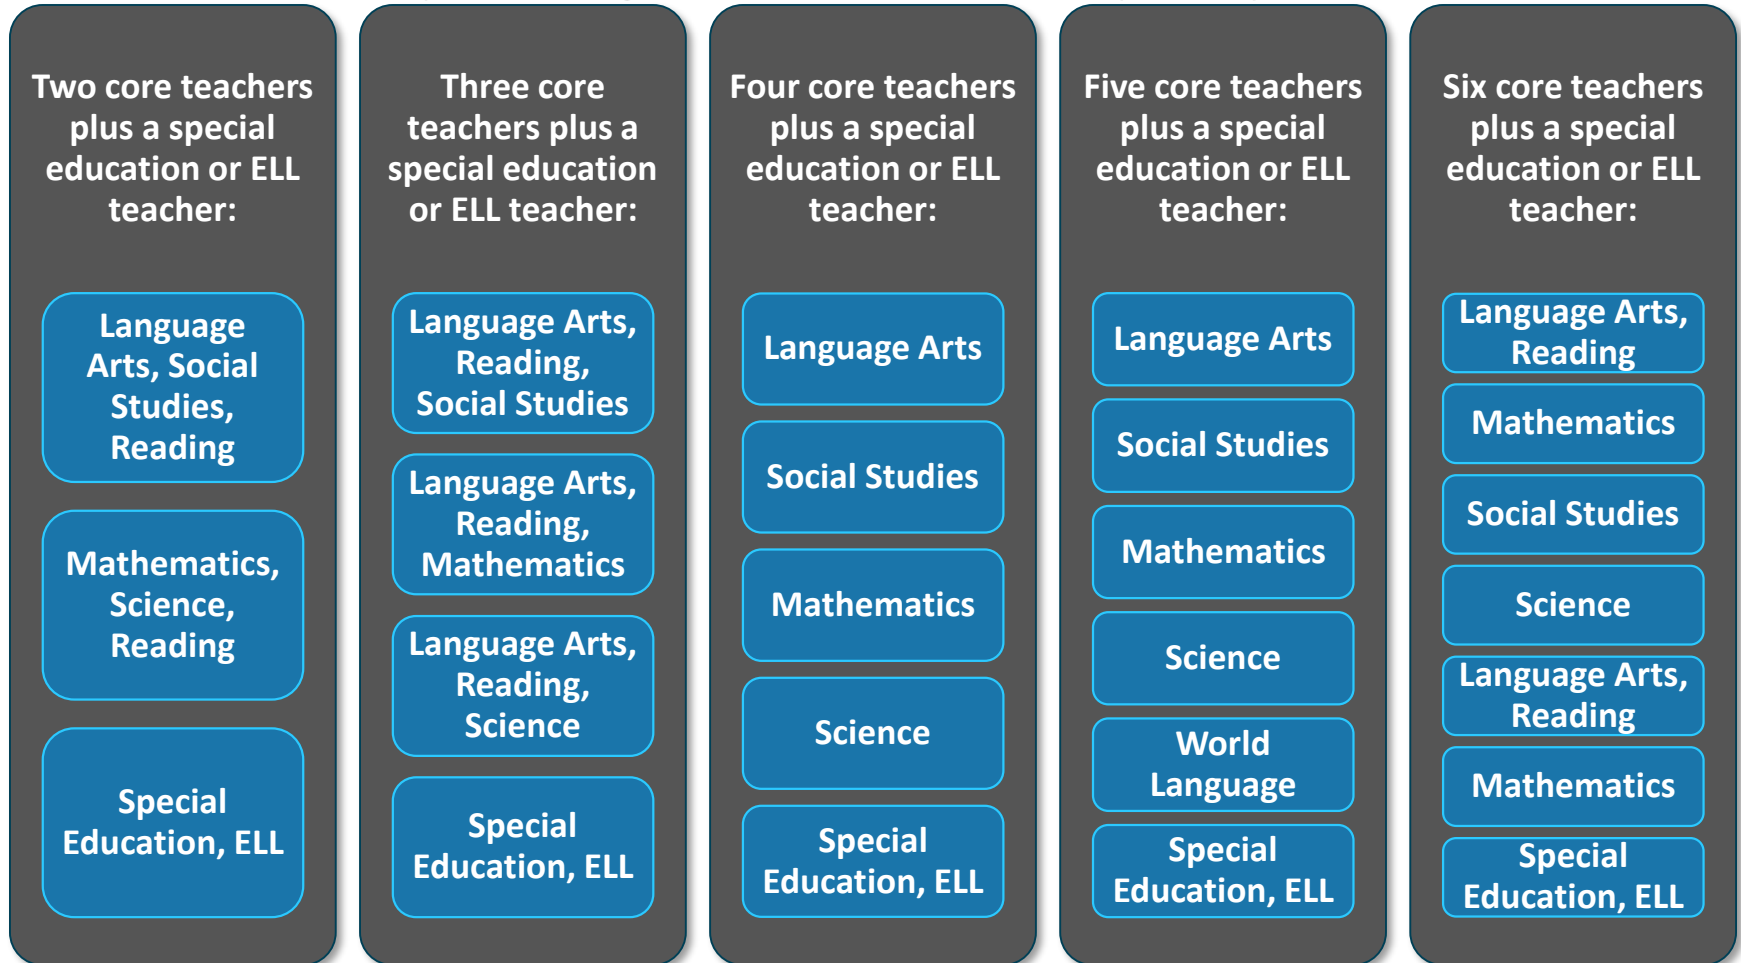 Two core teachers
plus a special
education or ELL
teacher:
Language
Arts, Social
Studies,
Reading
Mathematics,
Science,
Reading
Special
Education, ELL
Three core
teachers plus a
special education
or ELL teacher:
Language Arts,
Reading,
Social Studies
Language Arts,
Reading,
Mathematics
Language Arts,
Reading,
Science
Special
Education, ELL
Four core teachers
plus a special
education or ELL
teacher:
Language Arts
Social Studies
Mathematics
Science
Special
Education, ELL
Five core teachers
plus a special
education or ELL
teacher:
Language Arts
Social Studies
Mathematics
Science
World
Language
Special
Education, ELL
Six core teachers
plus a special
education or ELL
teacher:
Language Arts,
Reading
Mathematics
Social Studies
Science
Language Arts,
Reading
Mathematics
Special
Education, ELL